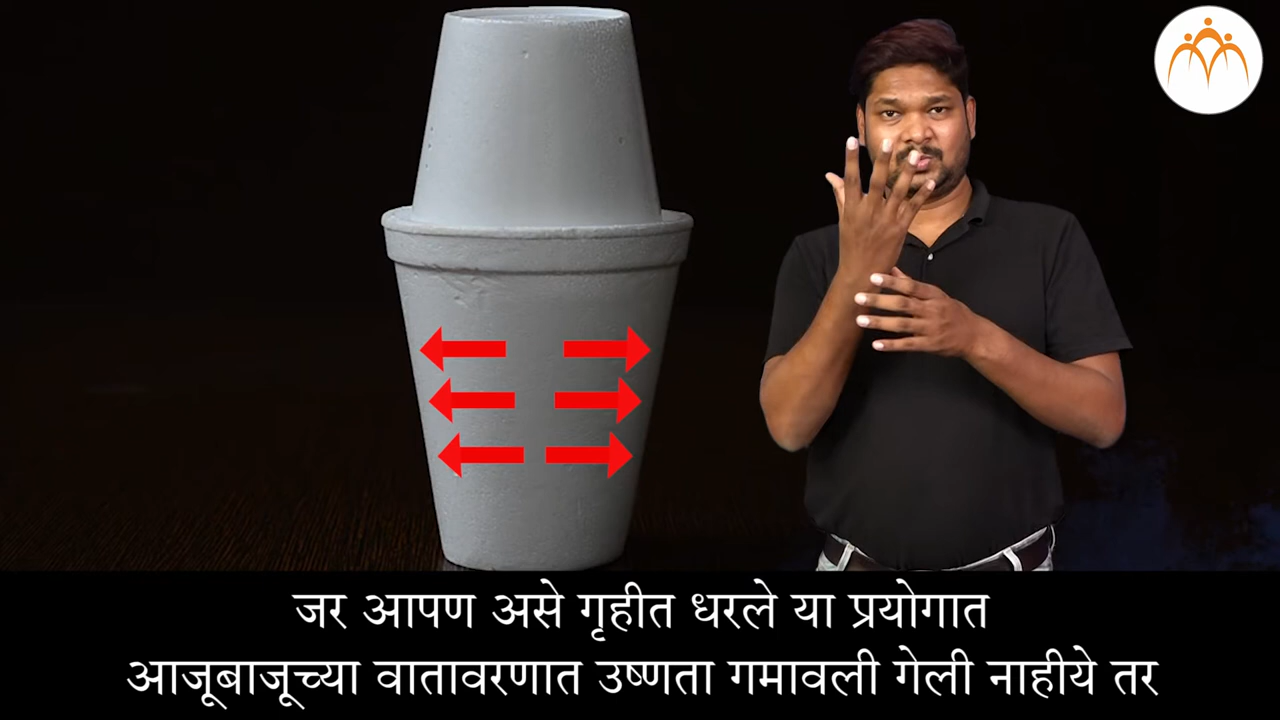 जर आपण असे गृहीत धरले या प्रयोगात
आजूबाजूच्या वातावरणात उष्णता गमावली गेली नाहीये तर